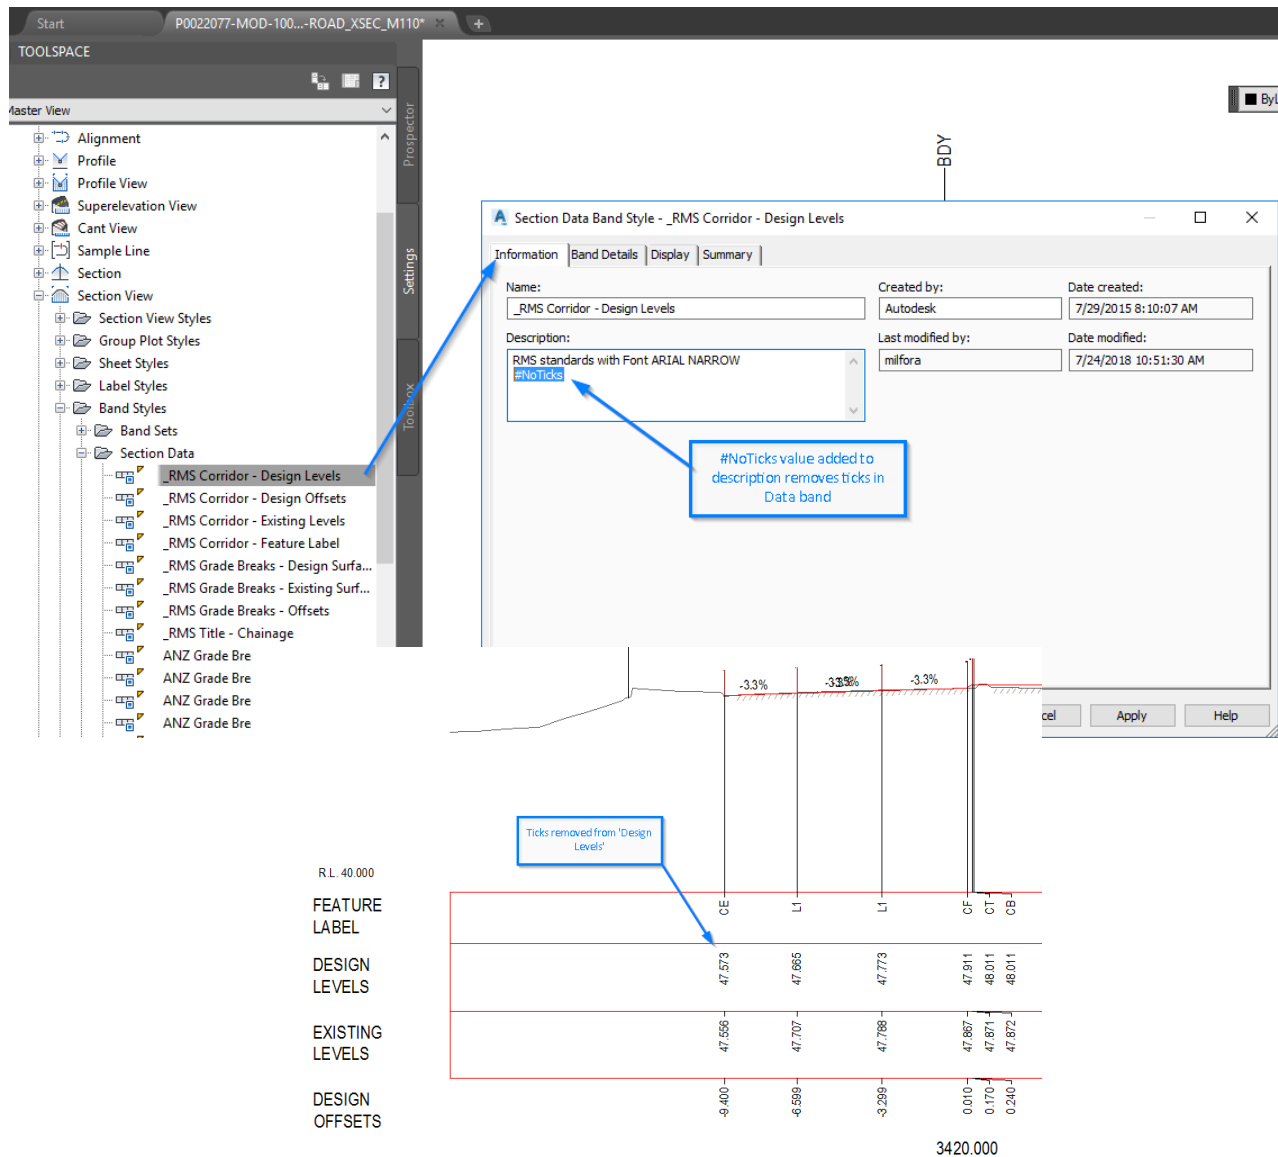 Start
P0022077-MOD-100...-ROAD_XSEC_M110*
TOOLSPACE
Master View
Prospector
Settings
Toolbox
Alignment
Profile
Profile View
Superelevation View
Cant View
Sample Line
Section
Section View
Section View Styles
Group Plot Styles
Sheet Styles
Label Styles
Band Styles
Band Sets
Section Data
_RMS Corridor - Design Levels
_RMS Corridor - Design Offsets
_RMS Corridor - Existing Levels
_RMS Corridor - Feature Label
_RMS Grade Breaks - Design Surfa...
_RMS Grade Breaks - Existing Surf...
_RMS Grade Breaks - Offsets
_RMS Title - Chainage
ANZ Grade Bre
ANZ Grade Bre
ANZ Grade Bre
ANZ Grade Bre
ByL
BDY
Section Data Band Style - _RMS Corridor - Design Levels
Information Band Details Display Summary
Name: Created by: Date created:
_RMS Corridor - Design Levels Autodesk 7/29/2015 8:10:07 AM
Description: Last modified by: Date modified:
RMS standards with Font ARIAL NARROW milfora 7/24/2018 10:51:30 AM
#NoTicks
#NoTicks value added to
description removes ticks in
Data band
cel Apply Help
-3.3% -3.3% -3.3%
Ticks removed from 'Design
Levels'
R.L. 40.000
FEATURE
LABEL
CE L1 L1 CF CT CB
DESIGN
LEVELS
47.573 47.665 47.773 47.911 48.011 48.011
EXISTING
LEVELS
47.556 47.707 47.788 47.867 47.871 47.872
DESIGN
OFFSETS
-9.400 -6.599 -3.299 0.010 0.170 0.240
3420.000